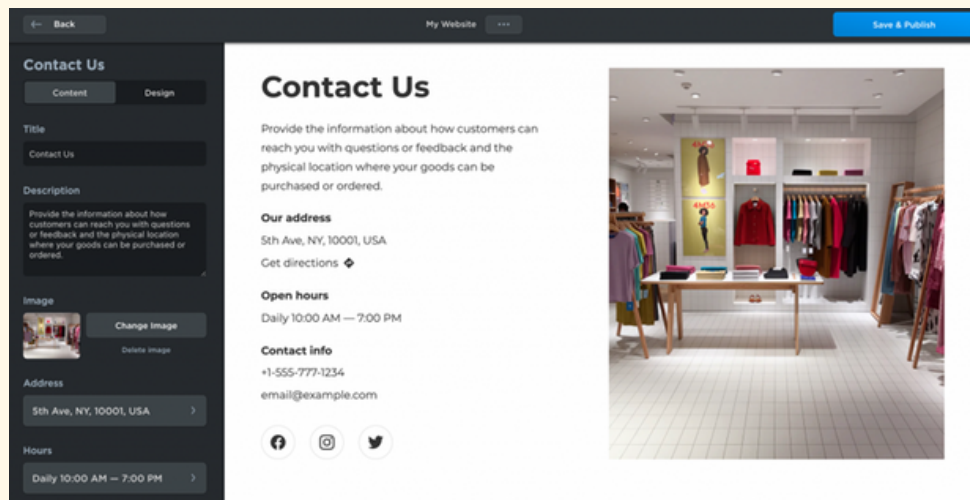 ← Back
My Website ...
Save & Publish
Contact Us
Content Design
Title
Contact Us
Description
Provide the information about how
customers can reach you with questions
or feedback and the physical location
where your goods can be purchased or
ordered.
Image
Change Image
Delete image
Address
5th Ave, NY, 10001, USA
Hours
Daily 10:00 AM — 7:00 PM
Contact Us
Provide the information about how customers can
reach you with questions or feedback and the
physical location where your goods can be
purchased or ordered.
Our address
5th Ave, NY, 10001, USA
Get directions
Open hours
Daily 10:00 AM — 7:00 PM
Contact info
+1-555-777-1234
email@example.com